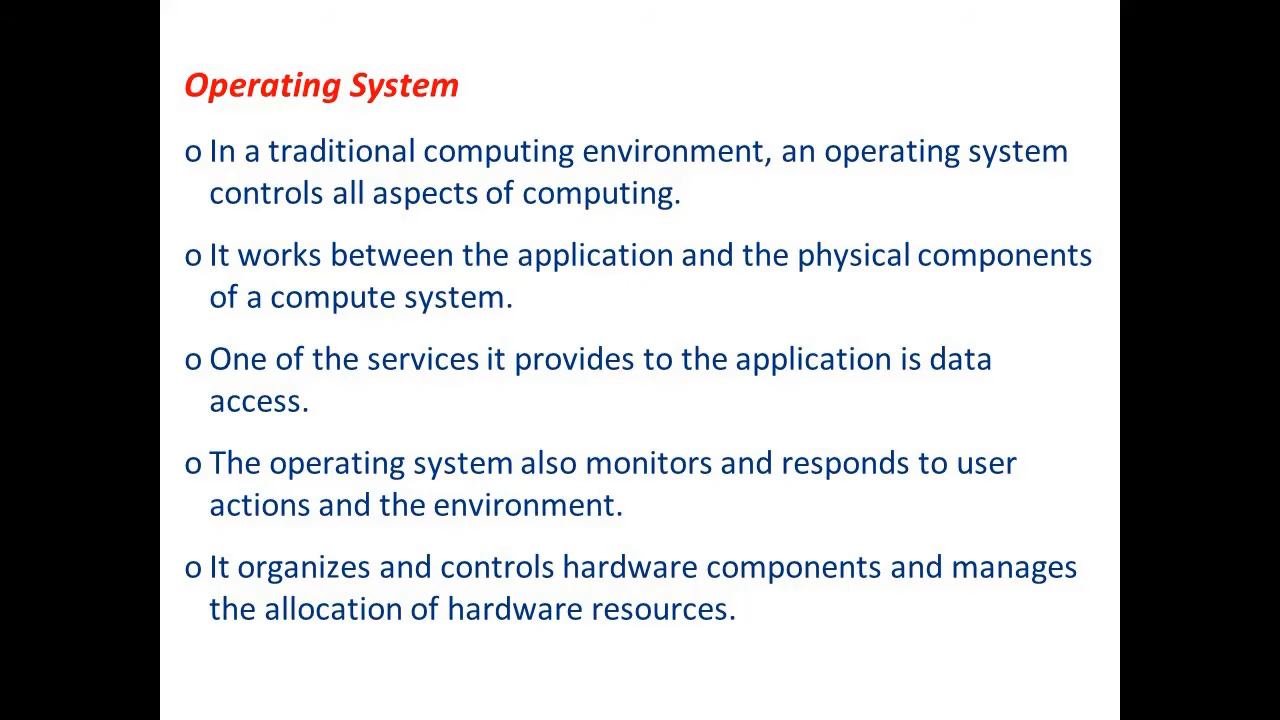 Operating System
o In a traditional computing environment, an operating system
controls all aspects of computing.
o It works between the application and the physical components
of a compute system.
o One of the services it provides to the application is data
access.
o The operating system also monitors and responds to user
actions and the environment.
o It organizes and controls hardware components and manages
the allocation of hardware resources.